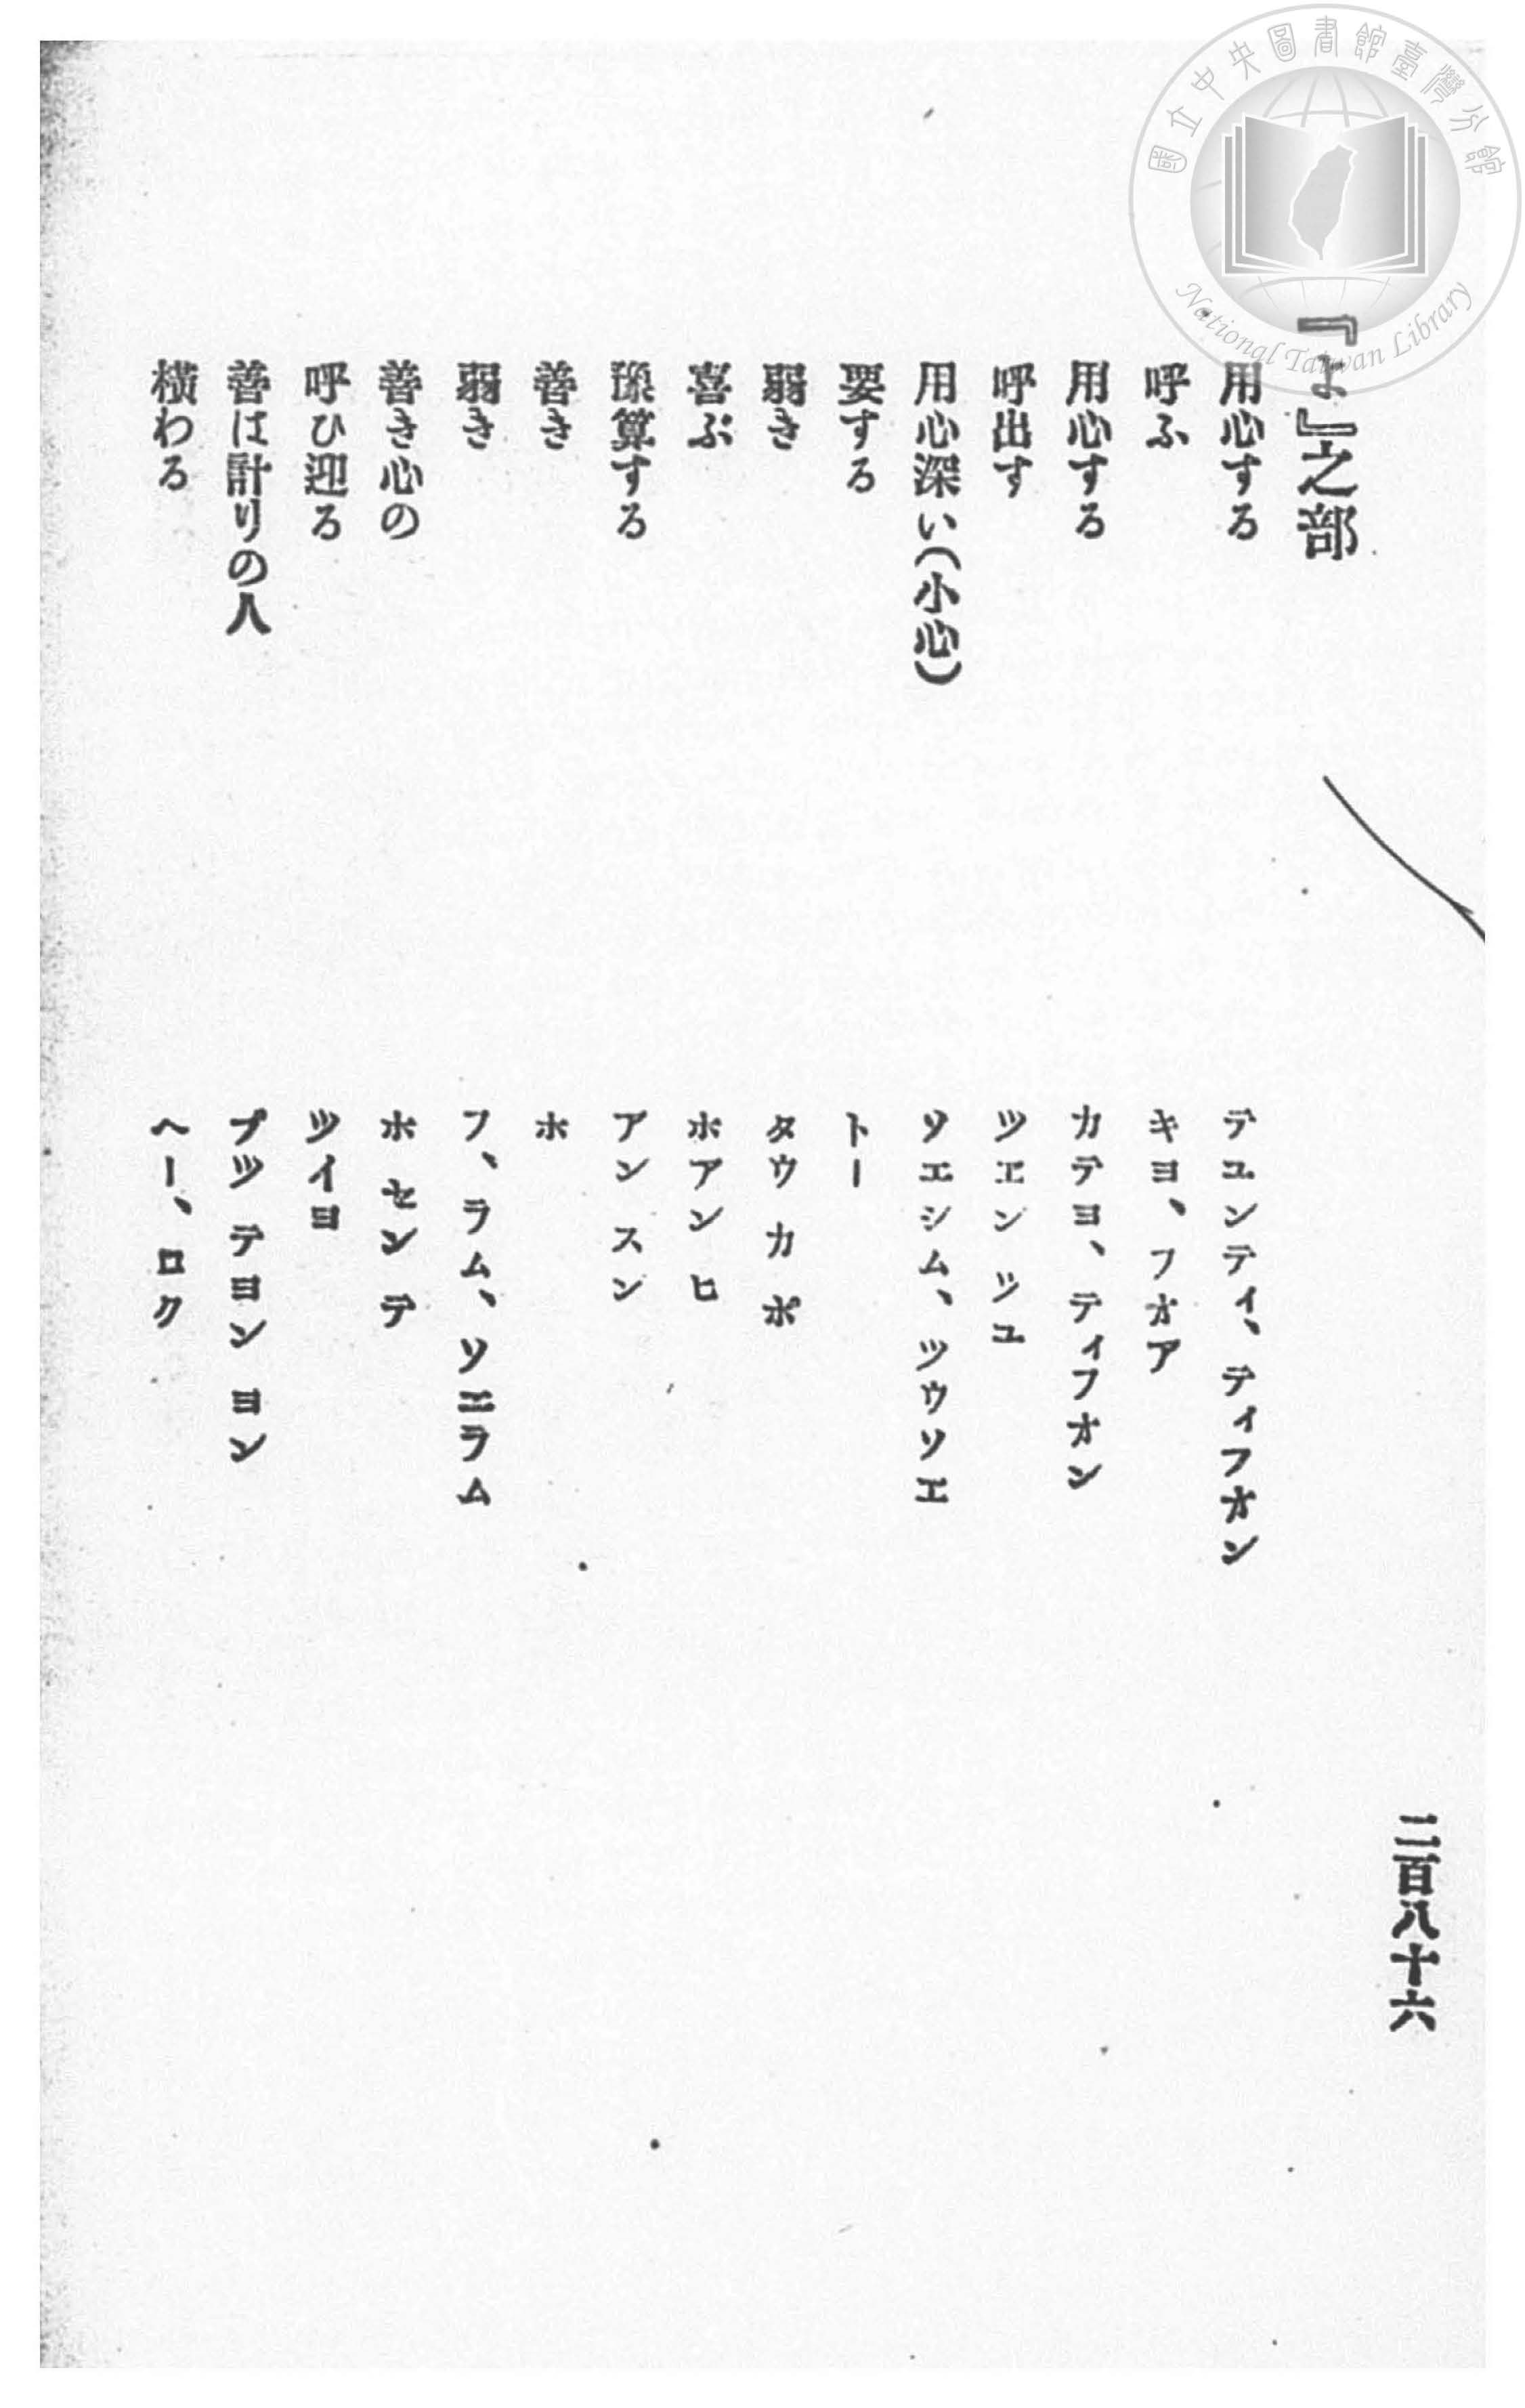 國立中央圖書館臺灣分館
National Taiwan Library
二百八十六
『よ』之部
用心する　テユンテイ、テイフオン
呼ふ　キヨ、フオア
用心する　カテヨ、テイフオン
呼出す　ツエン ツユ
用心深い(小心)　ソエシム、ツウソエ
要する　トー
弱き　タウ カ ポ
喜ぶ　ホアン ヒ
豫算する　アン スン
善き　ホ
弱き　フ、ラム、ソエラム
善き心の　ホ センテ
呼ひ迎る　ツイヨ
善は計りの人　プツ テヨン ヨン
横わる　ヘー、ロク